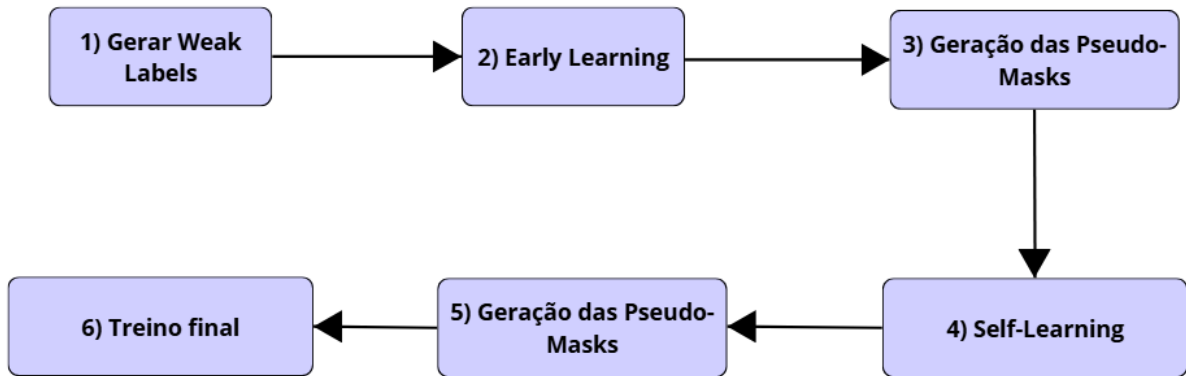 1) Gerar Weak
Labels
2) Early Learning
3) Geração das Pseudo-
Masks
4) Self-Learning
5) Geração das Pseudo-
Masks
6) Treino final